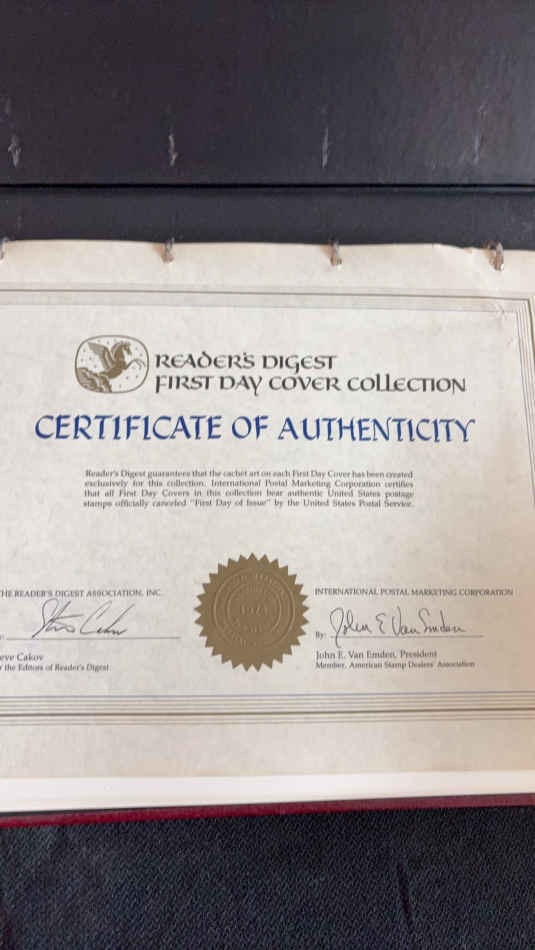 READER'S DIGEST
FIRST DAY COVER COLLECTION
CERTIFICATE OF AUTHENTICITY
Reader's Digest guarantees that the cachet art on each First Day Cover has been created
exclusively for this collection. International Postal Marketing Corporation certifies
that all First Day Covers in this collection bear authentic United States postage
stamps officially canceled "First Day of Issue" by the United States Postal Service.
HE READER'S DIGEST ASSOCIATION, INC.
eve Cakov
r the Editors of Reader's Digest
INTERNATIONAL POSTAL MARKETING CORPORATION
By: John E Van Emden
John E. Van Emden, President
Member, American Stamp Dealers' Association